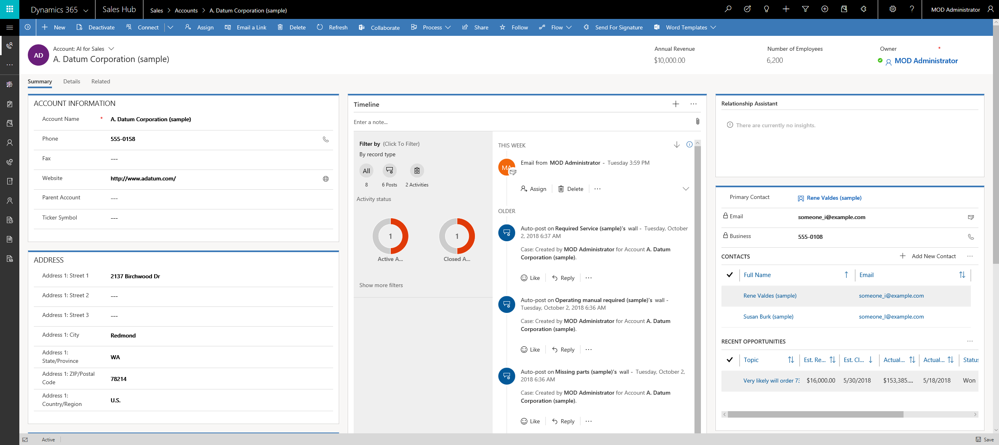 Dynamics 365
Sales Hub
Sales > Accounts > A. Datum Corporation (sample)
MOD Administrator
New
Deactivate
Connect
Assign
Email a Link
Delete
Refresh
Collaborate
Process
Share
Follow
Flow
Send For Signature
Word Templates
AD
Account: AI for Sales
A. Datum Corporation (sample)
Annual Revenue
$10,000.00
Number of Employees
6,200
Owner *
MOD Administrator
Summary
Details
Related
ACCOUNT INFORMATION
Account Name * A. Datum Corporation (sample)
Phone 555-0158
Fax ---
Website http://www.adatum.com/
Parent Account ---
Ticker Symbol ---
ADDRESS
Address 1: Street 1 2137 Birchwood Dr
Address 1: Street 2 ---
Address 1: Street 3 ---
Address 1: City Redmond
Address 1:
State/Province
WA
Address 1: ZIP/Postal
Code
78214
Address 1:
Country/Region
U.S.
Timeline
Enter a note...
Filter by (Click To Filter)
By record type
All
8
6 Posts
2 Activities
Activity status
1
Active A...
1
Closed A...
Show more filters
THIS WEEK
MA
Email from MOD Administrator - Tuesday 3:59 PM
Assign
Delete
...
OLDER
Auto-post on Required Service (sample)'s wall - Tuesday, October
2, 2018 6:37 AM
Case: Created by MOD Administrator for Account A. Datum
Corporation (sample).
Like
Reply
...
Auto-post on Operating manual required (sample)'s wall -
Tuesday, October 2, 2018 6:36 AM
Case: Created by MOD Administrator for Account A. Datum
Corporation (sample).
Like
Reply
...
Auto-post on Missing parts (sample)'s wall - Tuesday, October 2,
2018 6:36 AM
Case: Created by MOD Administrator for Account A. Datum
Corporation (sample).
Like
Reply
...
Relationship Assistant
There are currently no insights.
Primary Contact Rene Valdes (sample)
Email someone_i@example.com
Business 555-0108
CONTACTS
Add New Contact
...
Full Name Email
Rene Valdes (sample) someone_i@example.com
Susan Burk (sample) someone_l@example.com
RECENT OPPORTUNITIES
...
Topic Est. Re... Est. Cl... Actual... Actual... Status
Very likely will order 73 $16,000.00 5/30/2018 $153,385.... 5/18/2018 Won
Active
Save